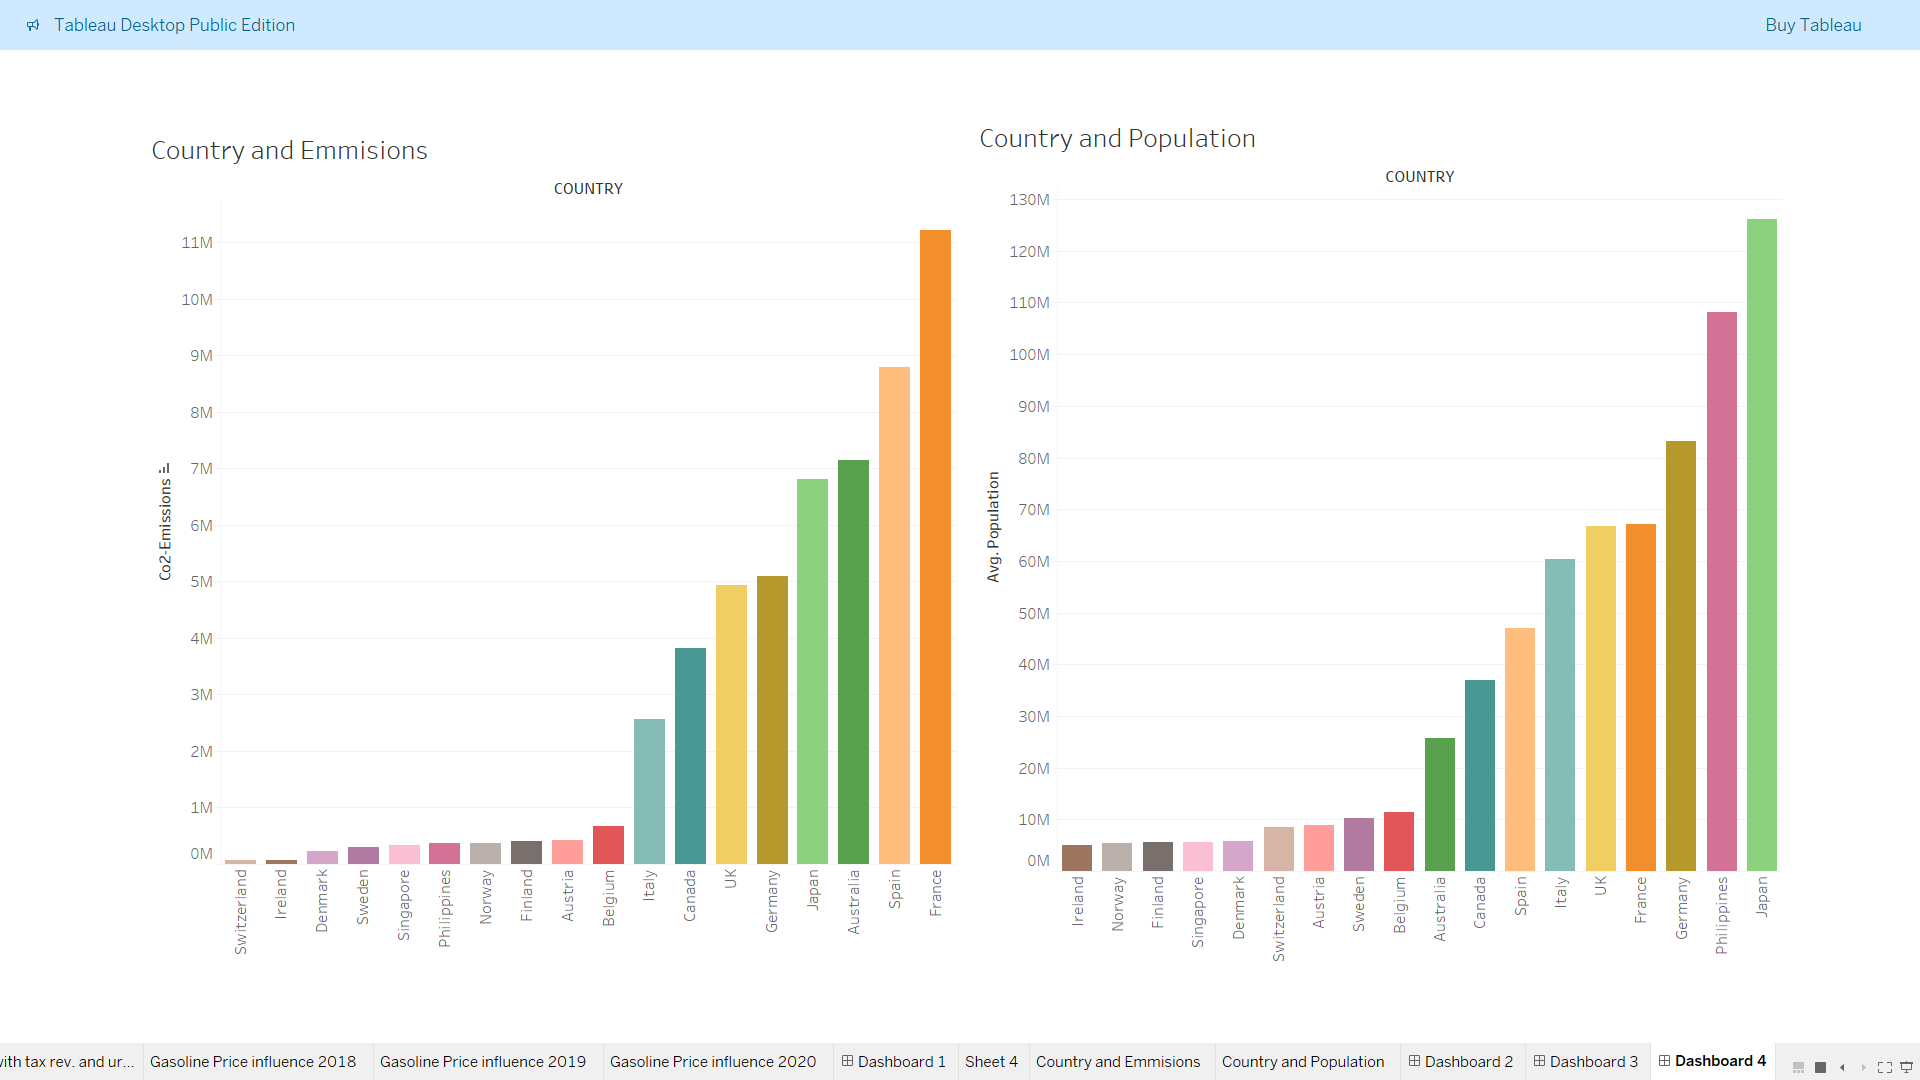 Tableau Desktop Public Edition
Buy Tableau
Country and Emmisions
COUNTRY
11M
10M
9M
8M
7M
6M
5M
4M
3M
2M
1M
0M
Co2-Emissions
Switzerland
Ireland
Denmark
Sweden
Singapore
Philippines
Norway
Finland
Austria
Belgium
Italy
Canada
UK
Germany
Japan
Australia
Spain
France
Country and Population
COUNTRY
130M
120M
110M
100M
90M
80M
70M
60M
50M
40M
30M
20M
10M
0M
Avg. Population
Ireland
Norway
Finland
Singapore
Denmark
Switzerland
Austria
Sweden
Belgium
Australia
Canada
Spain
Italy
UK
France
Germany
Philippines
Japan
with tax rev. and ur...
Gasoline Price influence 2018
Gasoline Price influence 2019
Gasoline Price influence 2020
Dashboard 1
Sheet 4
Country and Emmisions
Country and Population
Dashboard 2
Dashboard 3
Dashboard 4